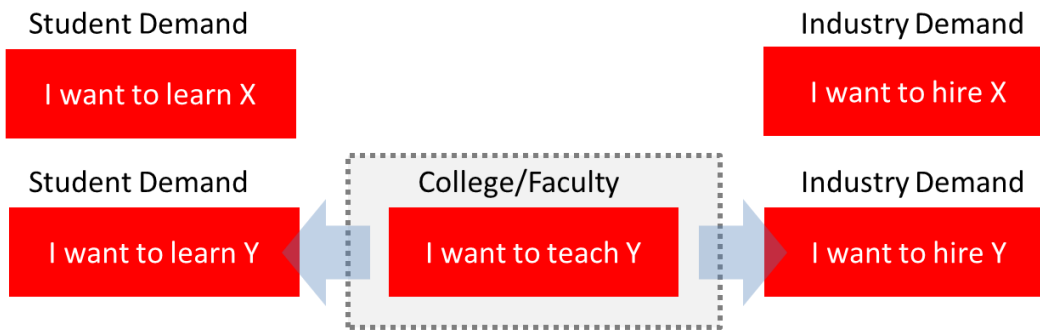 Student Demand
Industry Demand
I want to learn X
I want to hire X
Student Demand
College/Faculty
Industry Demand
I want to learn Y
I want to teach Y
I want to hire Y